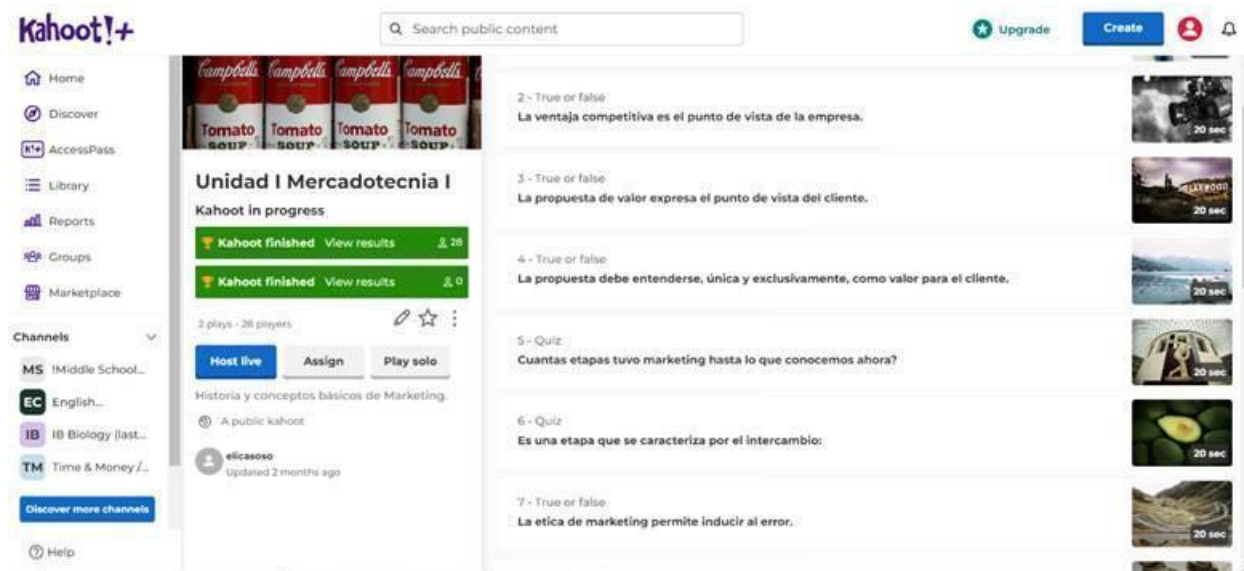 Kahoot!+
Search public content
Upgrade
Create
Home
Discover
K!+ AccessPass
Library
Reports
Groups
Marketplace
Channels
MS !Middle School...
EC English...
IB IB Biology (last...
TM Time & Money /...
Discover more channels
Help
Campbells Campbells Campbells Campbells
Tomato Tomato Tomato Tomato
SOUP SOUP SOUP SOUP
Unidad I Mercadotecnia I
Kahoot in progress
Kahoot finished View results 28
Kahoot finished View results 0
2 plays · 28 players
Host live Assign Play solo
Historia y conceptos básicos de Marketing.
A public kahoot
elicasoso
Updated 2 months ago
2 - True or false
La ventaja competitiva es el punto de vista de la empresa.
20 sec
3 - True or false
La propuesta de valor expresa el punto de vista del cliente.
HOLLYWOOD
20 sec
4 - True or false
La propuesta debe entenderse, única y exclusivamente, como valor para el cliente.
20 sec
5 - Quiz
Cuantas etapas tuvo marketing hasta lo que conocemos ahora?
20 sec
6 - Quiz
Es una etapa que se caracteriza por el intercambio:
20 sec
7 - True or false
La etica de marketing permite inducir al error.
20 sec